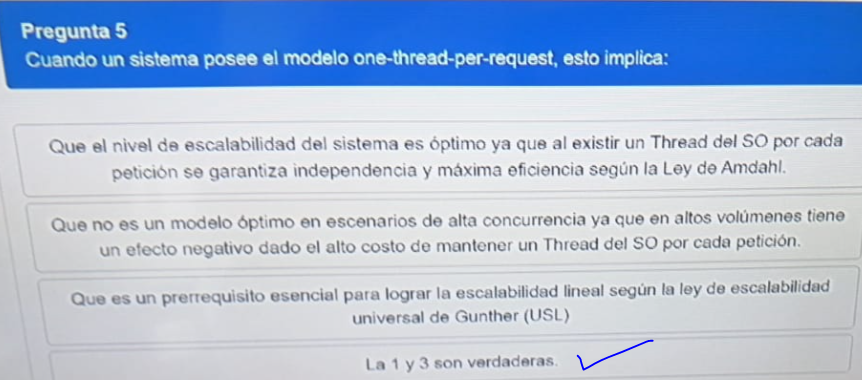 Pregunta 5
Cuando un sistema posee el modelo one-thread-per-request, esto implica:
Que el nivel de escalabilidad del sistema es óptimo ya que al existir un Thread del SO por cada
petición se garantiza independencia y máxima eficiencia según la Ley de Amdahl.
Que no es un modelo óptimo en escenarios de alta concurrencia ya que en altos volúmenes tiene
un efecto negativo dado el alto costo de mantener un Thread del SO por cada petición.
Que es un prerrequisito esencial para lograr la escalabilidad lineal según la ley de escalabilidad
universal de Gunther (USL)
La 1 y 3 son verdaderas.